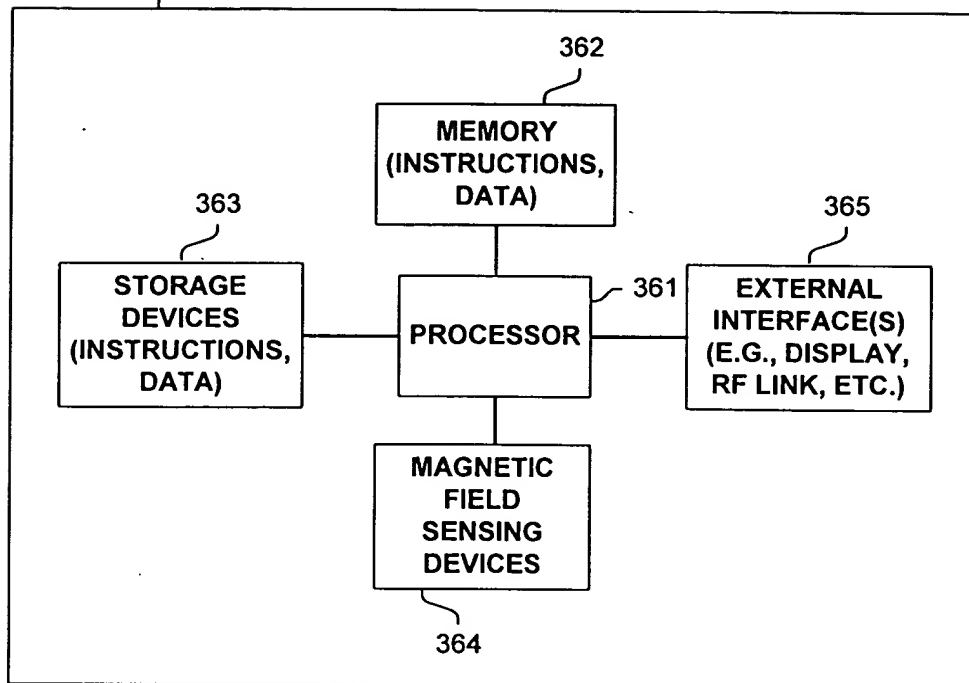 362
MEMORY
(INSTRUCTIONS,
DATA)
363
STORAGE
DEVICES
(INSTRUCTIONS,
DATA)
361
PROCESSOR
365
EXTERNAL
INTERFACE(S)
(E.G., DISPLAY,
RF LINK, ETC.)
MAGNETIC
FIELD
SENSING
DEVICES
364